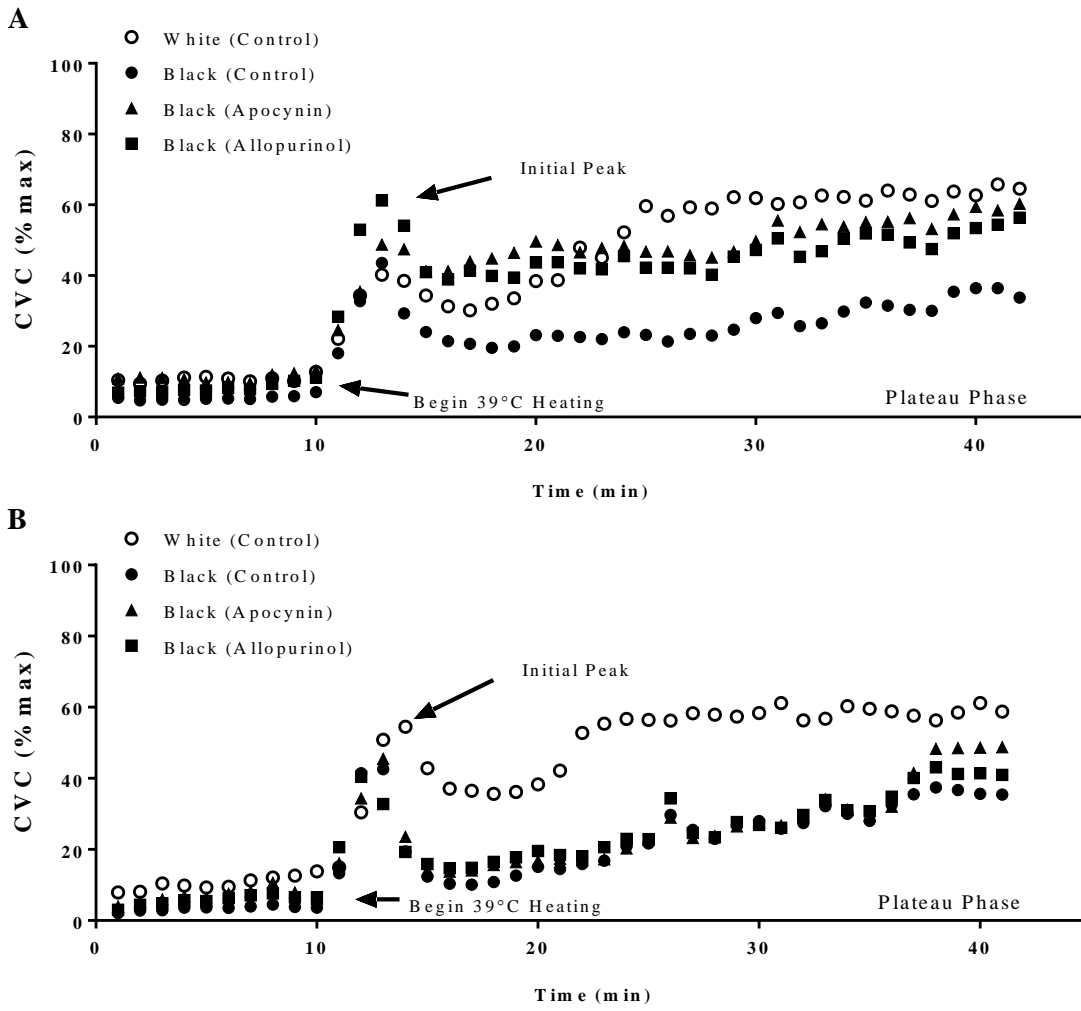 A
White (Control)
Black (Control)
Black (Apocynin)
Black (Allopurinol)
100
80
60
40
20
0
CVC (% max)
Initial Peak
Begin 39°C Heating
Plateau Phase
0 10 20 30 40
Time (min)
B
White (Control)
Black (Control)
Black (Apocynin)
Black (Allopurinol)
100
80
60
40
20
0
CVC (% max)
Initial Peak
Begin 39°C Heating
Plateau Phase
0 10 20 30 40
Time (min)